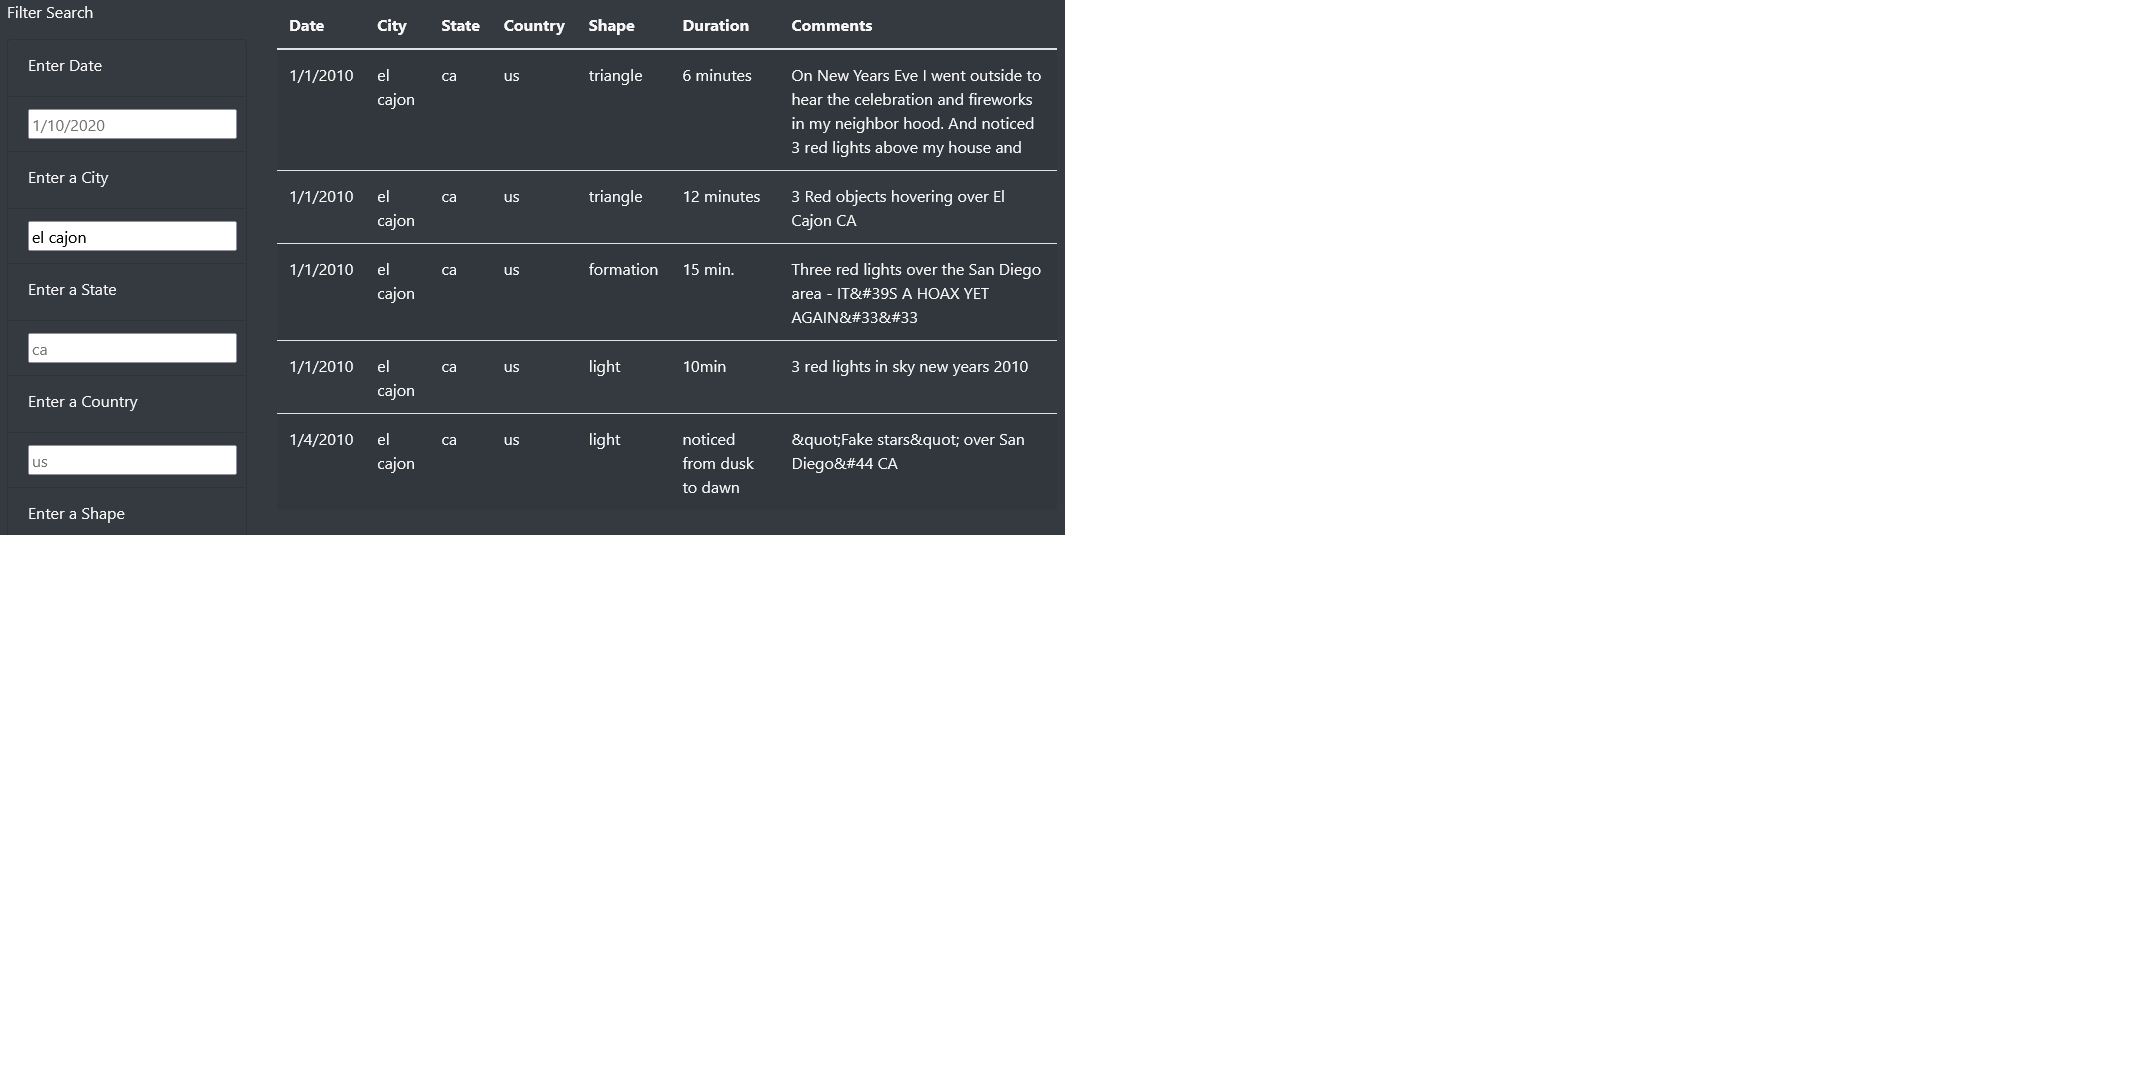 Filter Search
Enter Date
1/10/2020
Enter a City
el cajon
Enter a State
ca
Enter a Country
us
Enter a Shape
Date City State Country Shape Duration Comments
1/1/2010 el ca us triangle 6 minutes On New Years Eve I went outside to
cajon hear the celebration and fireworks
in my neighbor hood. And noticed
3 red lights above my house and
1/1/2010 el ca us triangle 12 minutes 3 Red objects hovering over El
cajon Cajon CA
1/1/2010 el ca us formation 15 min. Three red lights over the San Diego
cajon area - IT&#39S A HOAX YET
AGAIN&#33&#33
1/1/2010 el ca us light 10min 3 red lights in sky new years 2010
cajon
1/4/2010 el ca us light noticed &quot;Fake stars&quot; over San
cajon from dusk Diego&#44 CA
to dawn